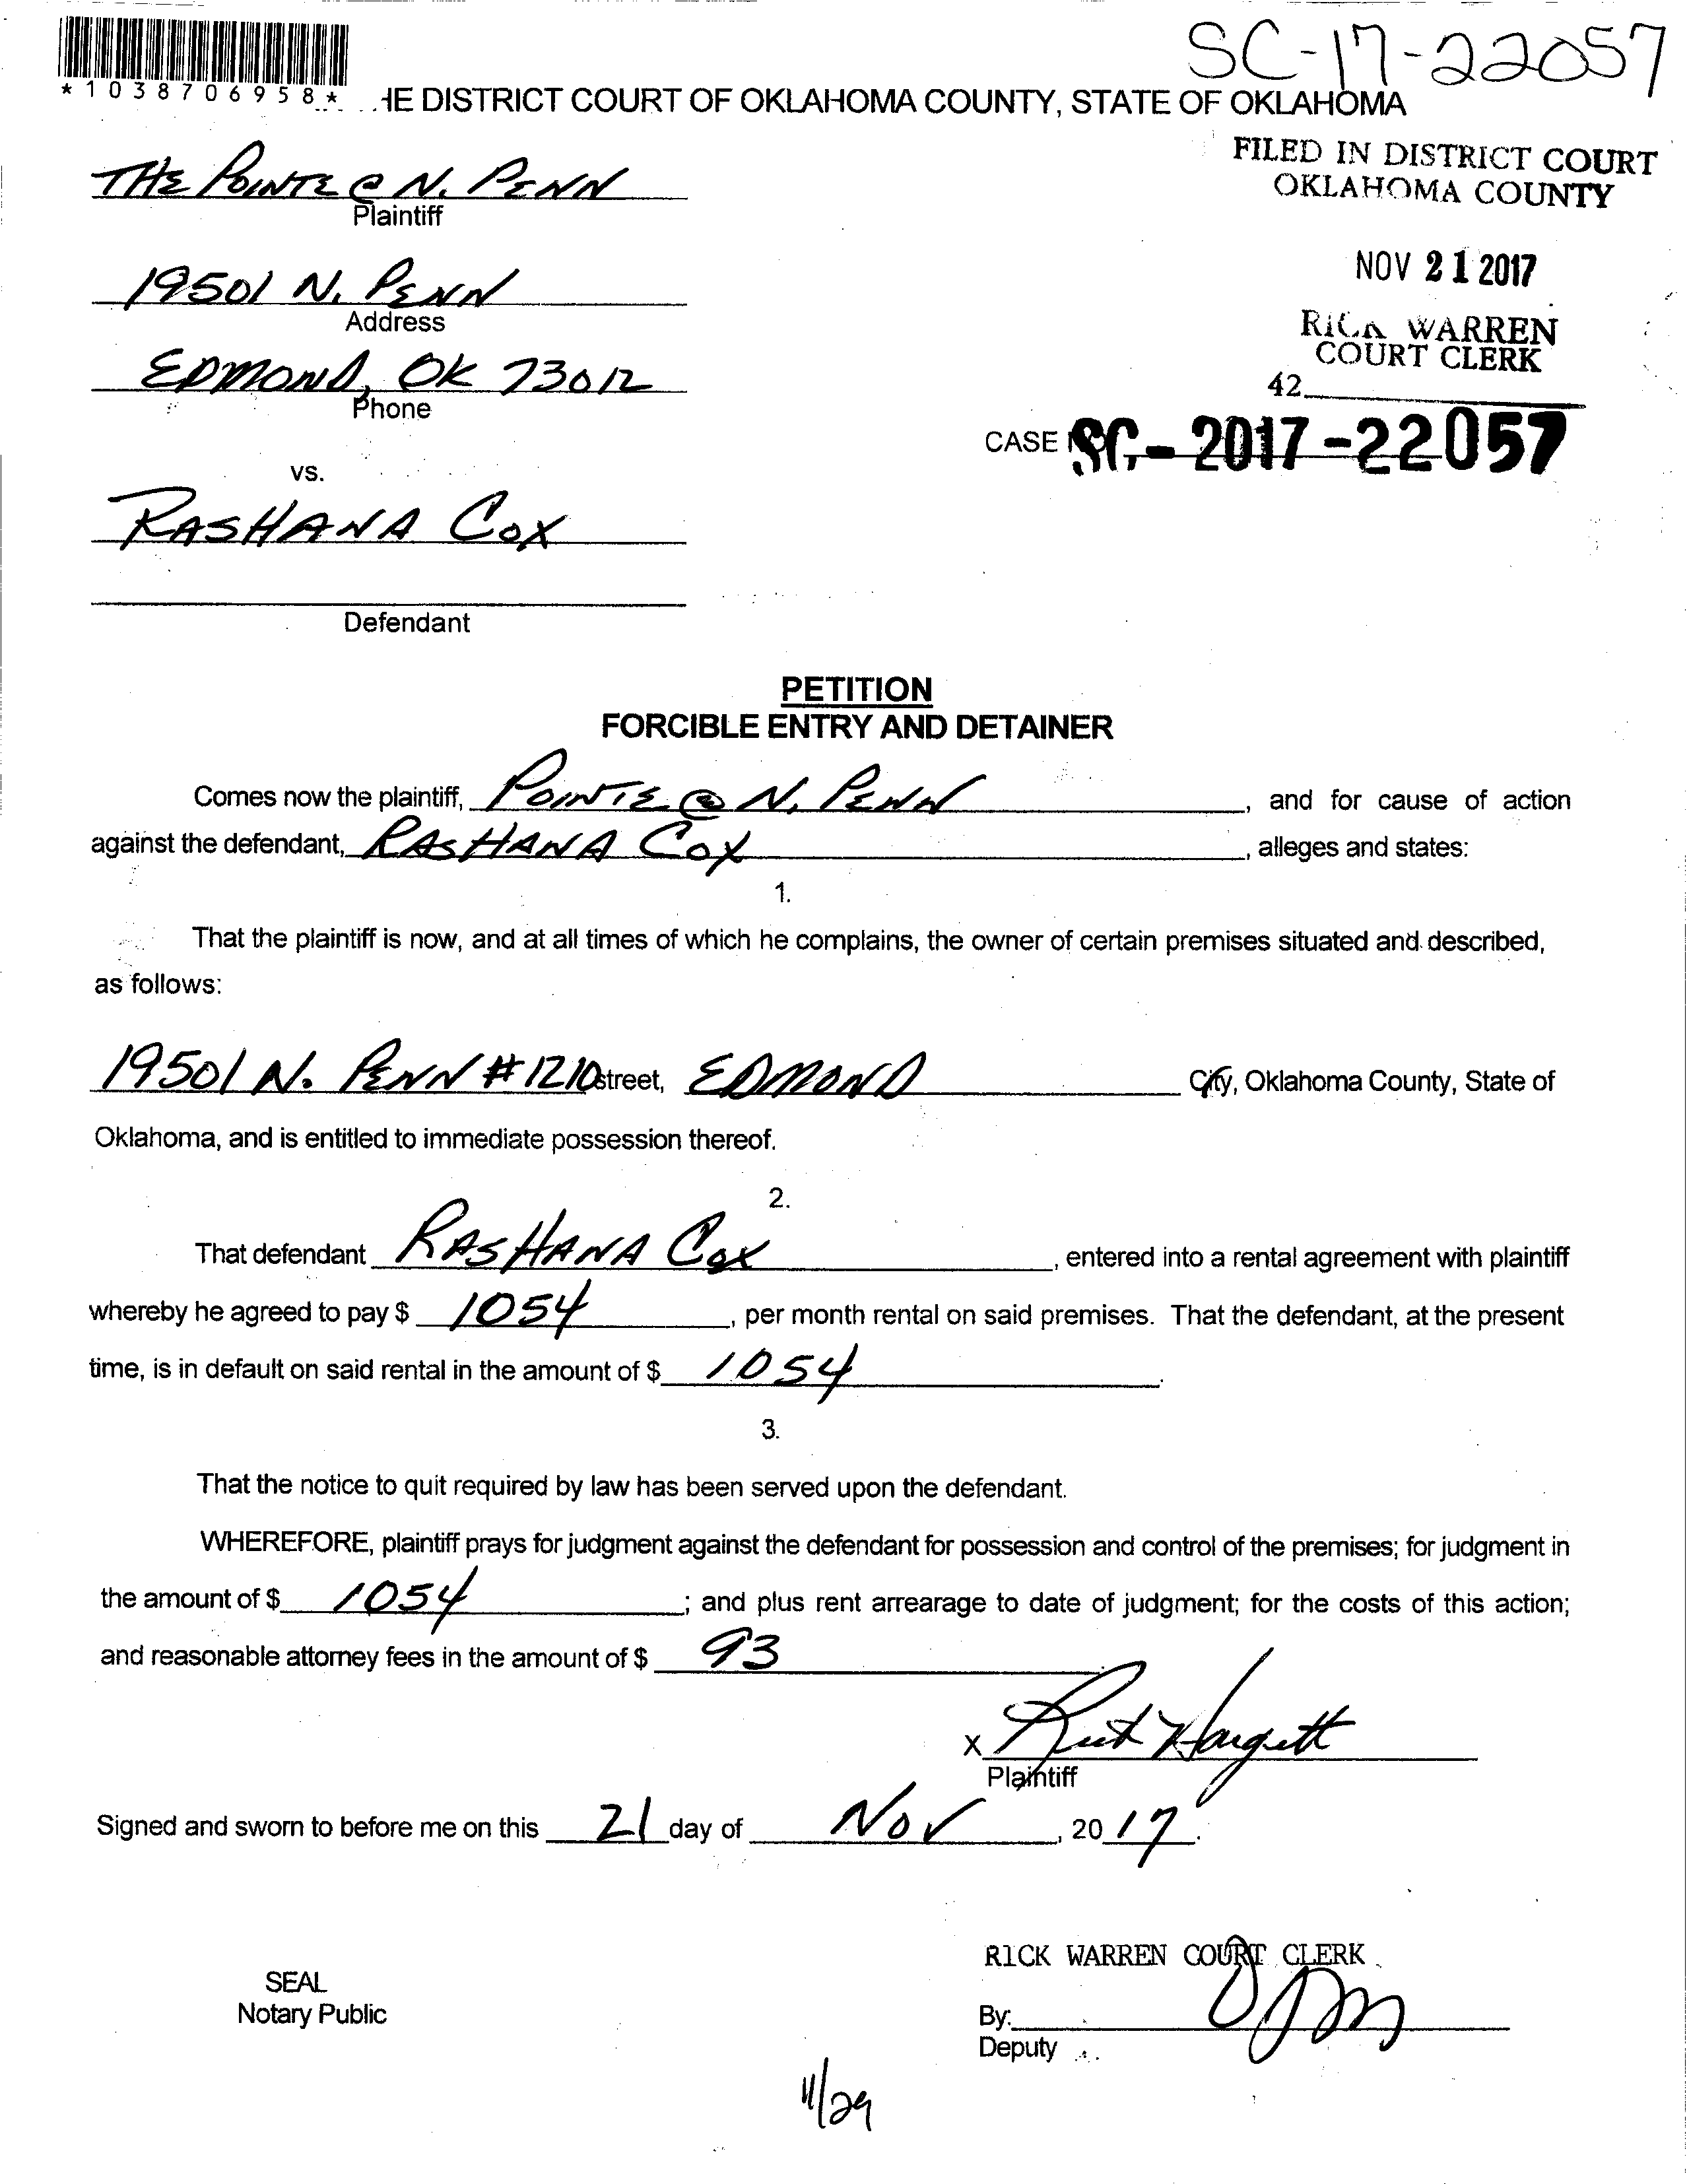 SC-17-22057
*1038706958*
HE DISTRICT COURT OF OKLAHOMA COUNTY, STATE OF OKLAHOMA
FILED IN DISTRICT COURT
OKLAHOMA COUNTY
THE POINTE @ N. PENN
Plaintiff
NOV 21 2017
19501 N. PENN
Address
RICK WARREN
COURT CLERK
EDMOND, OK 73012
Phone
42
CASE NO. SC-2017-22057
vs.
RASHANA COX
Defendant
PETITION
FORCIBLE ENTRY AND DETAINER
Comes now the plaintiff, POINTE @ N. PENN, and for cause of action
against the defendant, RASHANA COX, alleges and states:
1.
That the plaintiff is now, and at all times of which he complains, the owner of certain premises situated and described,
as follows:
19501 N. PENN #1210 street, EDMOND City, Oklahoma County, State of
Oklahoma, and is entitled to immediate possession thereof.
2.
That defendant RASHANA COX, entered into a rental agreement with plaintiff
whereby he agreed to pay $ 1054, per month rental on said premises. That the defendant, at the present
time, is in default on said rental in the amount of $ 1054.
3.
That the notice to quit required by law has been served upon the defendant.
WHEREFORE, plaintiff prays for judgment against the defendant for possession and control of the premises; for judgment in
the amount of $ 1054; and plus rent arrearage to date of judgment; for the costs of this action;
and reasonable attorney fees in the amount of $ 93.
X Hargett
Plaintiff
Signed and sworn to before me on this 21 day of NOV, 2017.
RICK WARREN COURT CLERK
SEAL
Notary Public
By:
Deputy
11/29